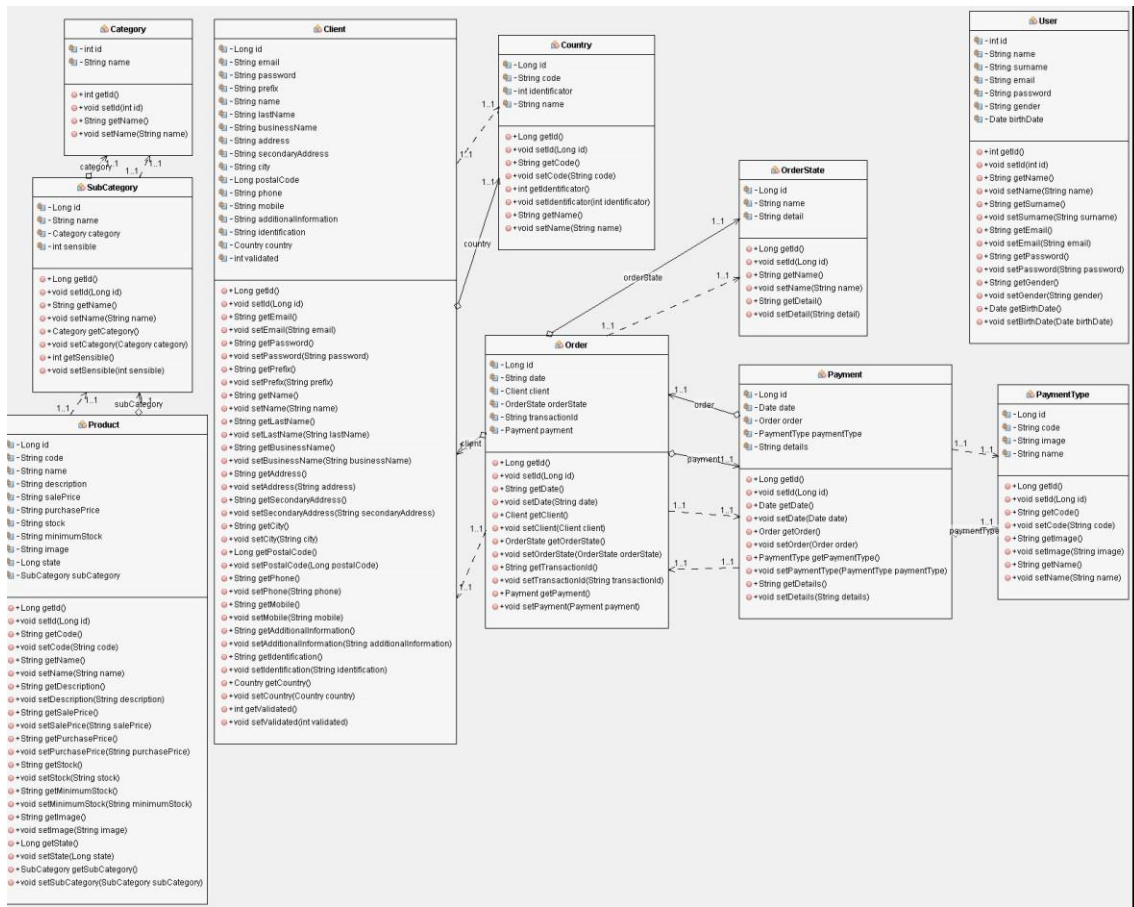 Category
- int id
- String name
+ int getId()
+ void setId(int id)
+ String getName()
+ void setName(String name)
category
1..1
1..1
SubCategory
- Long id
- String name
- Category category
- int sensible
+ Long getId()
+ void setId(Long id)
+ String getName()
+ void setName(String name)
+ Category getCategory()
+ void setCategory(Category category)
+ int getSensible()
+ void setSensible(int sensible)
1..1
1..1
subCategory
Product
- Long id
- String code
- String name
- String description
- String salePrice
- String purchasePrice
- String stock
- String minimumStock
- String image
- Long state
- SubCategory subCategory
+ Long getId()
+ void setId(Long id)
+ String getCode()
+ void setCode(String code)
+ String getName()
+ void setName(String name)
+ String getDescription()
+ void setDescription(String description)
+ String getSalePrice()
+ void setSalePrice(String salePrice)
+ String getPurchasePrice()
+ void setPurchasePrice(String purchasePrice)
+ String getStock()
+ void setStock(String stock)
+ String getMinimumStock()
+ void setMinimumStock(String minimumStock)
+ String getImage()
+ void setImage(String image)
+ Long getState()
+ void setState(Long state)
+ SubCategory getSubCategory()
+ void setSubCategory(SubCategory subCategory)
Client
- Long id
- String email
- String password
- String prefix
- String name
- String lastName
- String businessName
- String address
- String secondaryAddress
- String city
- Long postalCode
- String phone
- String mobile
- String additionalInformation
- String identification
- Country country
- int validated
+ Long getId()
+ void setId(Long id)
+ String getEmail()
+ void setEmail(String email)
+ String getPassword()
+ void setPassword(String password)
+ String getPrefix()
+ void setPrefix(String prefix)
+ String getName()
+ void setName(String name)
+ String getLastName()
+ void setLastName(String lastName)
+ String getBusinessName()
+ void setBusinessName(String businessName)
+ String getAddress()
+ void setAddress(String address)
+ String getSecondaryAddress()
+ void setSecondaryAddress(String secondaryAddress)
+ String getCity()
+ void setCity(String city)
+ Long getPostalCode()
+ void setPostalCode(Long postalCode)
+ String getPhone()
+ void setPhone(String phone)
+ String getMobile()
+ void setMobile(String mobile)
+ String getAdditionalInformation()
+ void setAdditionalInformation(String additionalInformation)
+ String getIdentification()
+ void setIdentification(String identification)
+ Country getCountry()
+ void setCountry(Country country)
+ int getValidated()
+ void setValidated(int validated)
1..1
1..1
1..1
country
Country
- Long id
- String code
- int identificator
- String name
+ Long getId()
+ void setId(Long id)
+ String getCode()
+ void setCode(String code)
+ int getIdentificator()
+ void setIdentificator(int identificator)
+ String getName()
+ void setName(String name)
OrderState
- Long id
- String name
- String detail
+ Long getId()
+ void setId(Long id)
+ String getName()
+ void setName(String name)
+ String getDetail()
+ void setDetail(String detail)
1..1
orderState
1..1
1..1
Order
- Long id
- String date
- Client client
- OrderState orderState
- String transactionId
- Payment payment
+ Long getId()
+ void setId(Long id)
+ String getDate()
+ void setDate(String date)
+ Client getClient()
+ void setClient(Client client)
+ OrderState getOrderState()
+ void setOrderState(OrderState orderState)
+ String getTransactionId()
+ void setTransactionId(String transactionId)
+ Payment getPayment()
+ void setPayment(Payment payment)
client
1..1
1..1
1..1
order
payment
1..1
1..1
1..1
1..1
1..1
Payment
- Long id
- Date date
- Order order
- PaymentType paymentType
- String details
+ Long getId()
+ void setId(Long id)
+ Date getDate()
+ void setDate(Date date)
+ Order getOrder()
+ void setOrder(Order order)
+ PaymentType getPaymentType()
+ void setPaymentType(PaymentType paymentType)
+ String getDetails()
+ void setDetails(String details)
1..1
1..1
1..1
paymentType
PaymentType
- Long id
- String code
- String image
- String name
+ Long getId()
+ void setId(Long id)
+ String getCode()
+ void setCode(String code)
+ String getImage()
+ void setImage(String image)
+ String getName()
+ void setName(String name)
User
- int id
- String name
- String surname
- String email
- String password
- String gender
- Date birthDate
+ int getId()
+ void setId(int id)
+ String getName()
+ void setName(String name)
+ String getSurname()
+ void setSurname(String surname)
+ String getEmail()
+ void setEmail(String email)
+ String getPassword()
+ void setPassword(String password)
+ String getGender()
+ void setGender(String gender)
+ Date getBirthDate()
+ void setBirthDate(Date birthDate)